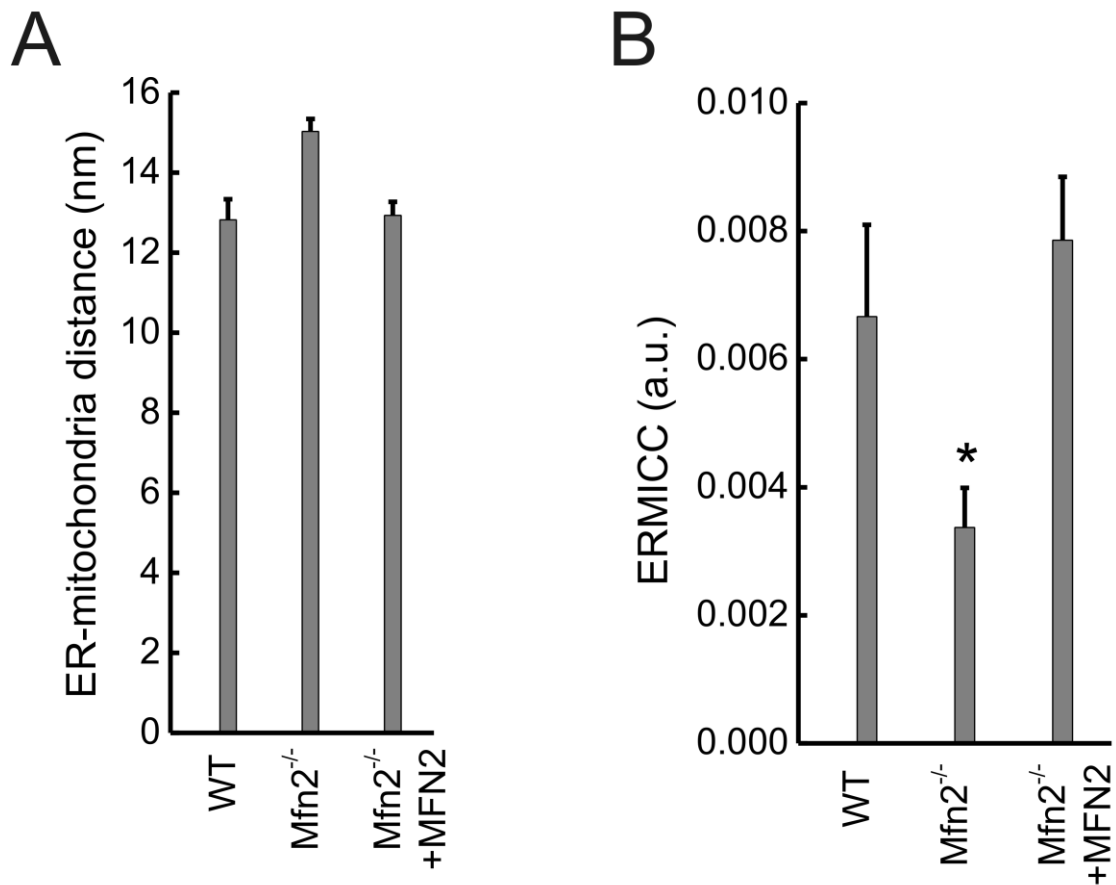 A
ER-mitochondria distance (nm)
16
14
12
10
8
6
4
2
0
WT
Mfn2-/-
Mfn2-/-
+MFN2
B
ERMICC (a.u.)
0.010
0.008
0.006
0.004
0.002
0.000
*
WT
Mfn2-/-
Mfn2-/-
+MFN2